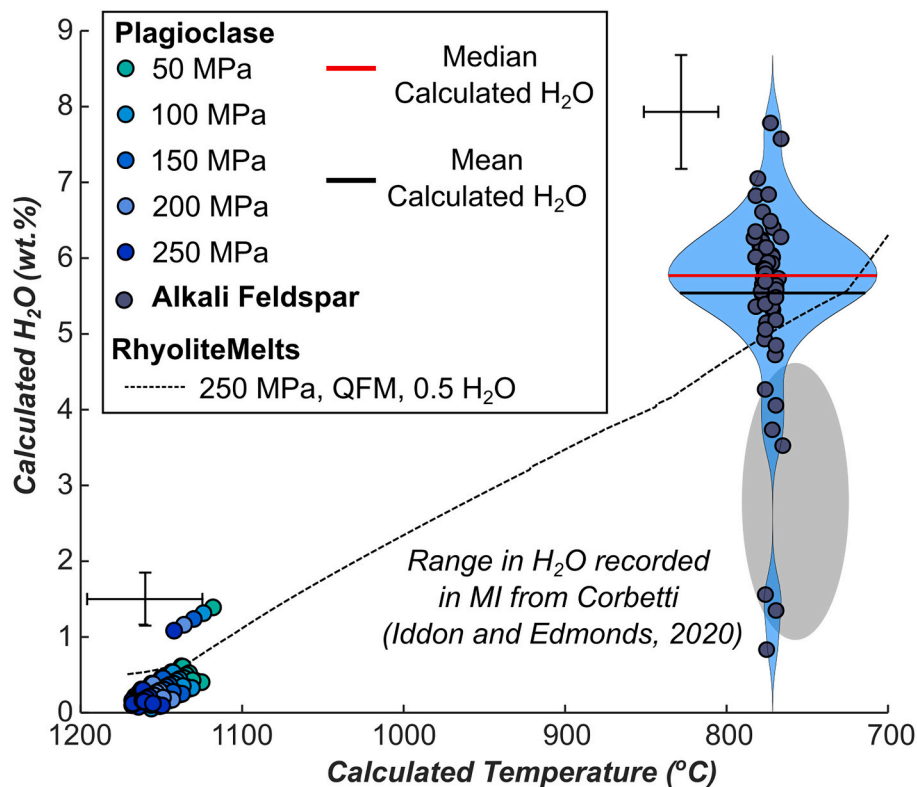 Plagioclase
50 MPa
100 MPa
150 MPa
200 MPa
250 MPa
Alkali Feldspar
Median
Calculated H₂O
Mean
Calculated H₂O
RhyoliteMelts
250 MPa, QFM, 0.5 H₂O
Calculated H₂O (wt.%)
9
8
7
6
5
4
3
2
1
0
Range in H₂O recorded
in MI from Corbetti
(Iddon and Edmonds, 2020)
1200
1100
1000
900
800
700
Calculated Temperature (ºC)